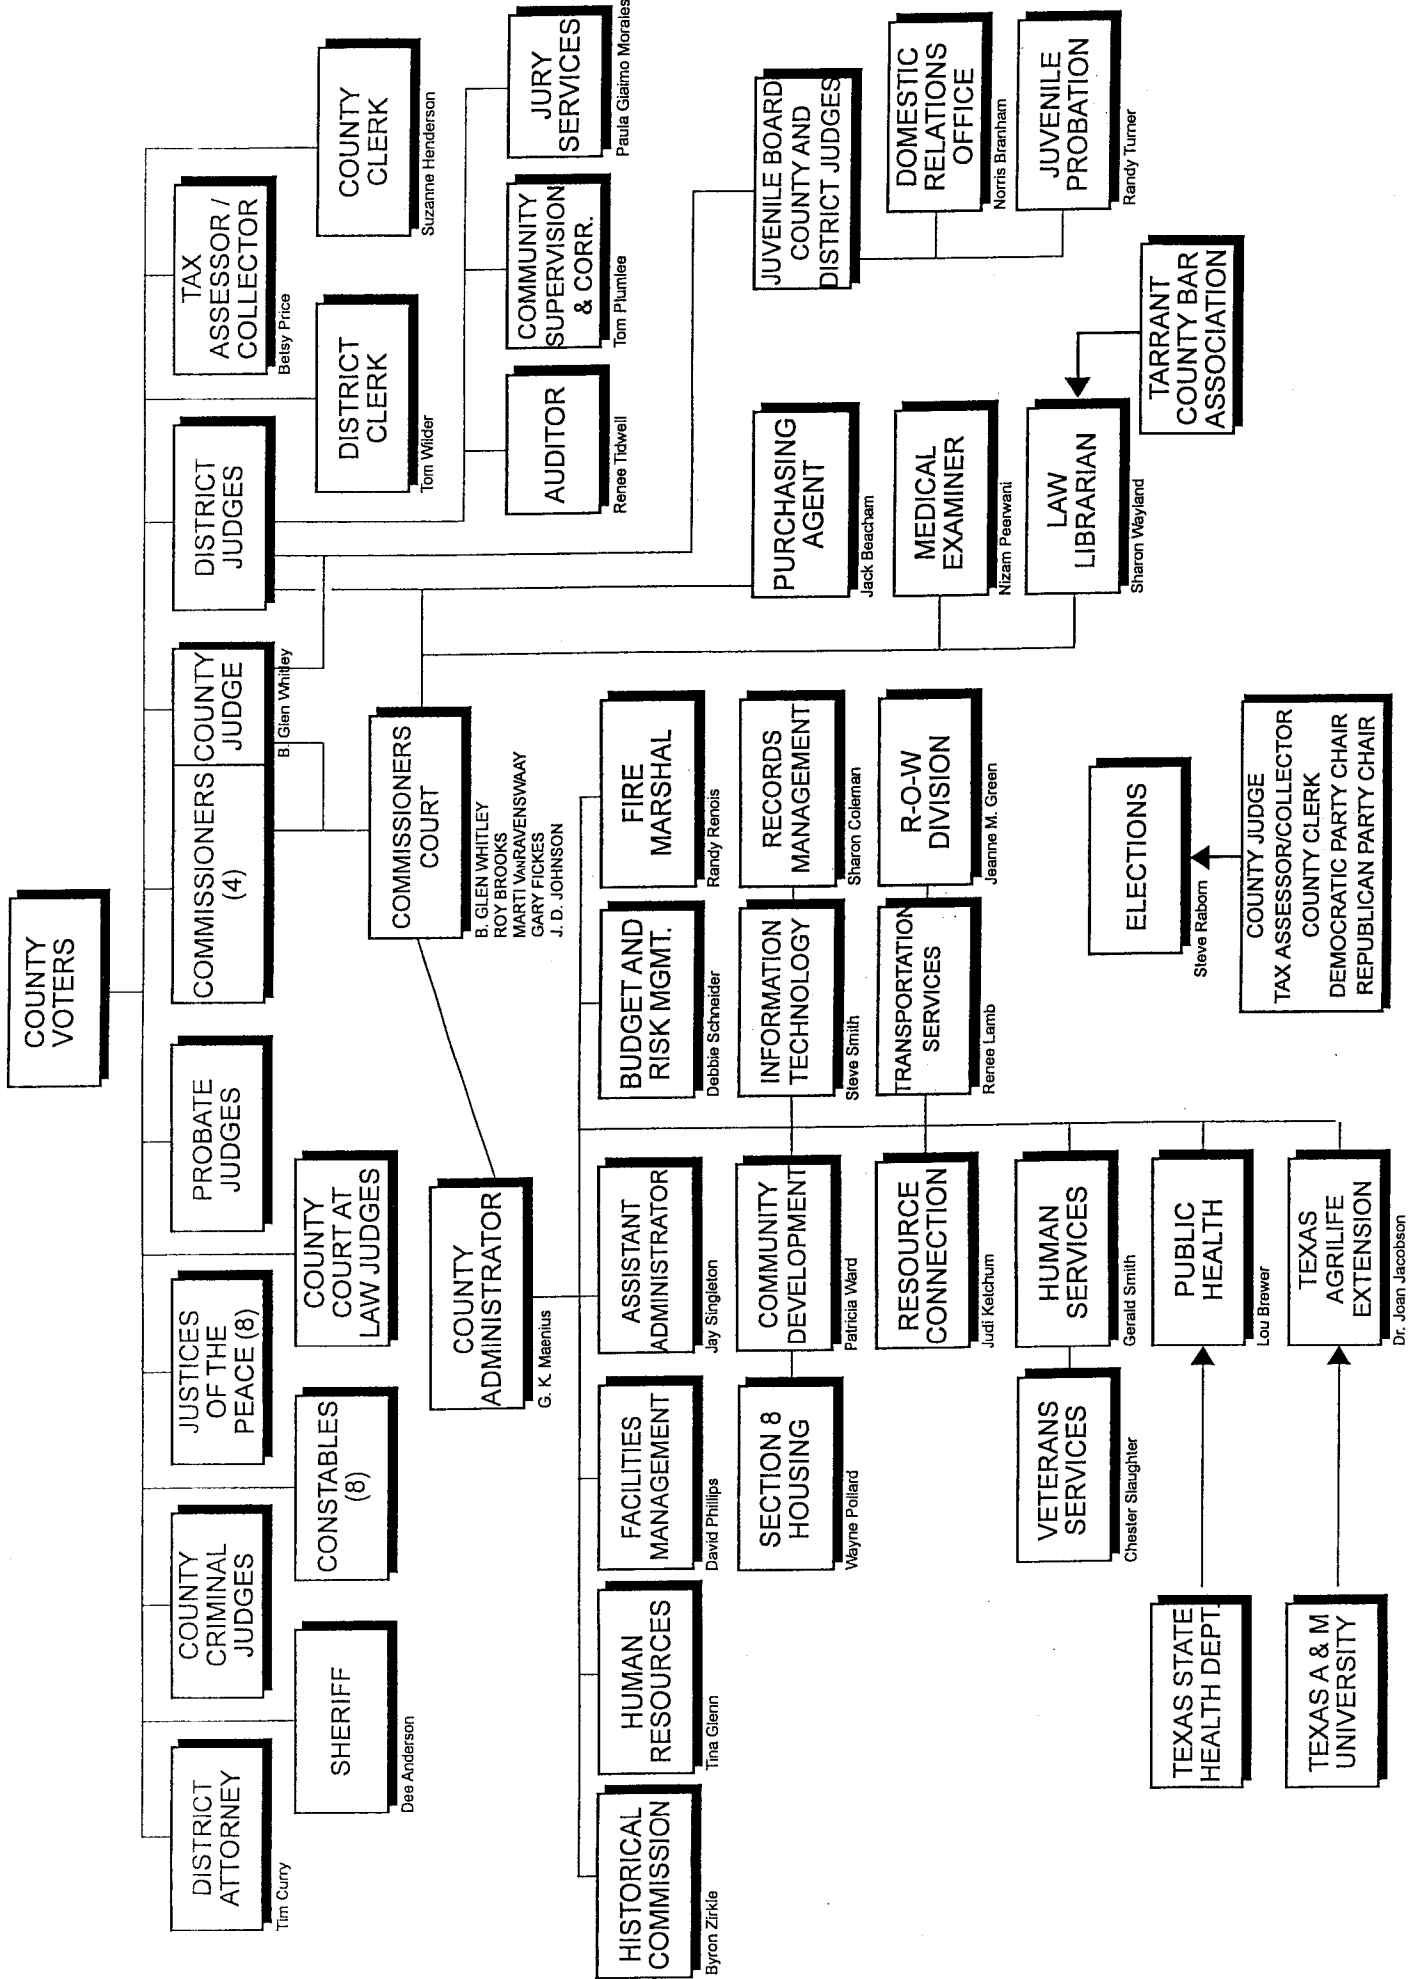 COUNTY
VOTERS
DISTRICT
ATTORNEY
Tim Curry
COUNTY
CRIMINAL
JUDGES
JUSTICES
OF THE
PEACE (8)
PROBATE
JUDGES
COMMISSIONERS
(4)
COUNTY
JUDGE
B. Glen Whitley
DISTRICT
JUDGES
TAX
ASSESSOR /
COLLECTOR
Betsy Price
SHERIFF
Dee Anderson
CONSTABLES
(8)
COUNTY
COURT AT
LAW JUDGES
DISTRICT
CLERK
Tom Wilder
COUNTY
CLERK
Suzanne Henderson
COMMISSIONERS
COURT
B. GLEN WHITLEY
ROY BROOKS
MARTI VANRAVENSWAAY
GARY FICKES
J. D. JOHNSON
COUNTY
ADMINISTRATOR
G. K. Maenius
AUDITOR
Renee Tidwell
COMMUNITY
SUPERVISION
& CORR.
Tom Plumlee
JURY
SERVICES
Paula Giaimo Morales
HISTORICAL
COMMISSION
Byron Zirkle
HUMAN
RESOURCES
Tina Glenn
FACILITIES
MANAGEMENT
David Phillips
ASSISTANT
ADMINISTRATOR
Jay Singleton
BUDGET AND
RISK MGMT.
Debbie Schneider
FIRE
MARSHAL
Randy Renois
SECTION 8
HOUSING
Wayne Pollard
COMMUNITY
DEVELOPMENT
Patricia Ward
INFORMATION
TECHNOLOGY
Steve Smith
RECORDS
MANAGEMENT
Sharon Coleman
PURCHASING
AGENT
Jack Beacham
JUVENILE BOARD
COUNTY AND
DISTRICT JUDGES
RESOURCE
CONNECTION
Judi Ketchum
TRANSPORTATION
SERVICES
Renee Lamb
R-O-W
DIVISION
Jeanne M. Green
MEDICAL
EXAMINER
Nizam Peerwani
DOMESTIC
RELATIONS
OFFICE
Norris Branham
VETERANS
SERVICES
Chester Slaughter
HUMAN
SERVICES
Gerald Smith
LAW
LIBRARIAN
Sharon Wayland
JUVENILE
PROBATION
Randy Turner
TEXAS STATE
HEALTH DEPT.
PUBLIC
HEALTH
Lou Brewer
ELECTIONS
Steve Raborn
TARRANT
COUNTY BAR
ASSOCIATION
TEXAS A & M
UNIVERSITY
TEXAS
AGRILIFE
EXTENSION
Dr. Joan Jacobson
COUNTY JUDGE
TAX ASSESSOR/COLLECTOR
COUNTY CLERK
DEMOCRATIC PARTY CHAIR
REPUBLICAN PARTY CHAIR